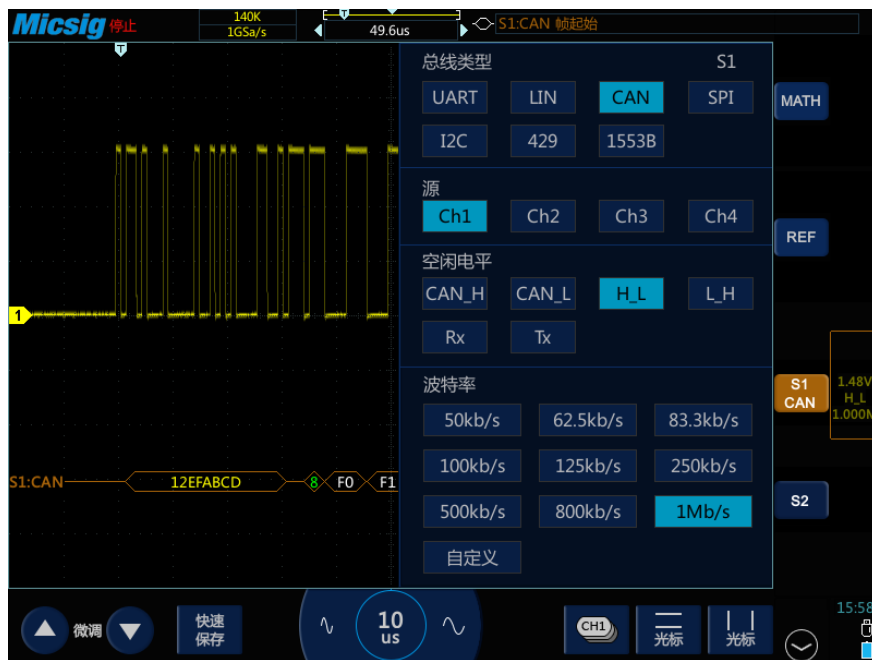 Micsig 停止
140K
1GSa/s
T
49.6us
S1:CAN 帧起始
T
总线类型 S1
UART LIN CAN SPI
I2C 429 1553B
MATH
源
Ch1 Ch2 Ch3 Ch4
REF
空闲电平
CAN_H CAN_L H_L L_H
Rx Tx
1
波特率
50kb/s 62.5kb/s 83.3kb/s
100kb/s 125kb/s 250kb/s
500kb/s 800kb/s 1Mb/s
自定义
S1
CAN
1.48V
H_L
1.000M
S1:CAN 12EFABCD 8 F0 F1
S2
微调
快速
保存
10
us
CH1
光标
光标
15:58